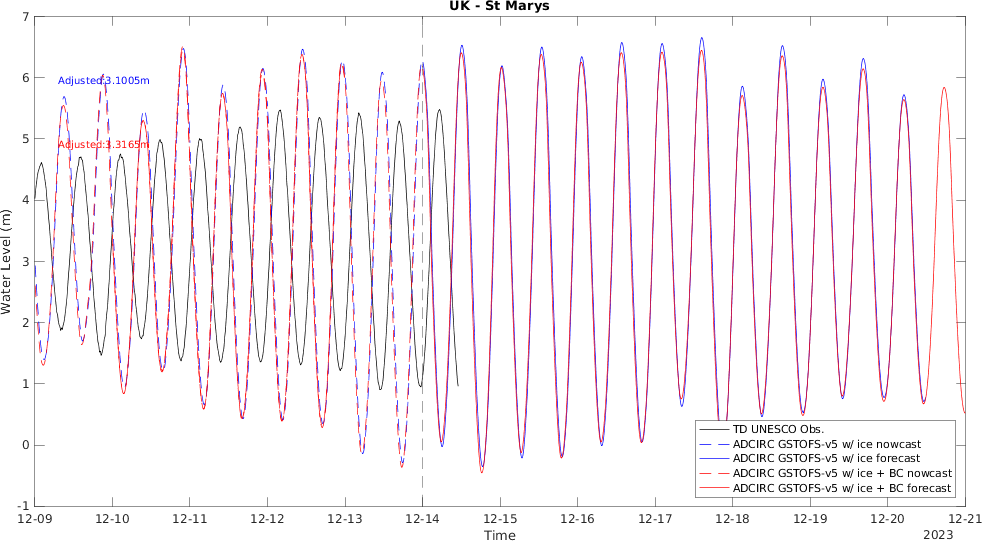 UK - St Marys
7
6
5
4
3
2
1
0
-1
Water Level (m)
Adjusted:3.1005m
Adjusted:3.3165m
TD UNESCO Obs.
ADCIRC GSTOFS-v5 w/ ice nowcast
ADCIRC GSTOFS-v5 w/ ice forecast
ADCIRC GSTOFS-v5 w/ ice + BC nowcast
ADCIRC GSTOFS-v5 w/ ice + BC forecast
12-09 12-10 12-11 12-12 12-13 12-14 12-15 12-16 12-17 12-18 12-19 12-20 12-21
Time
2023